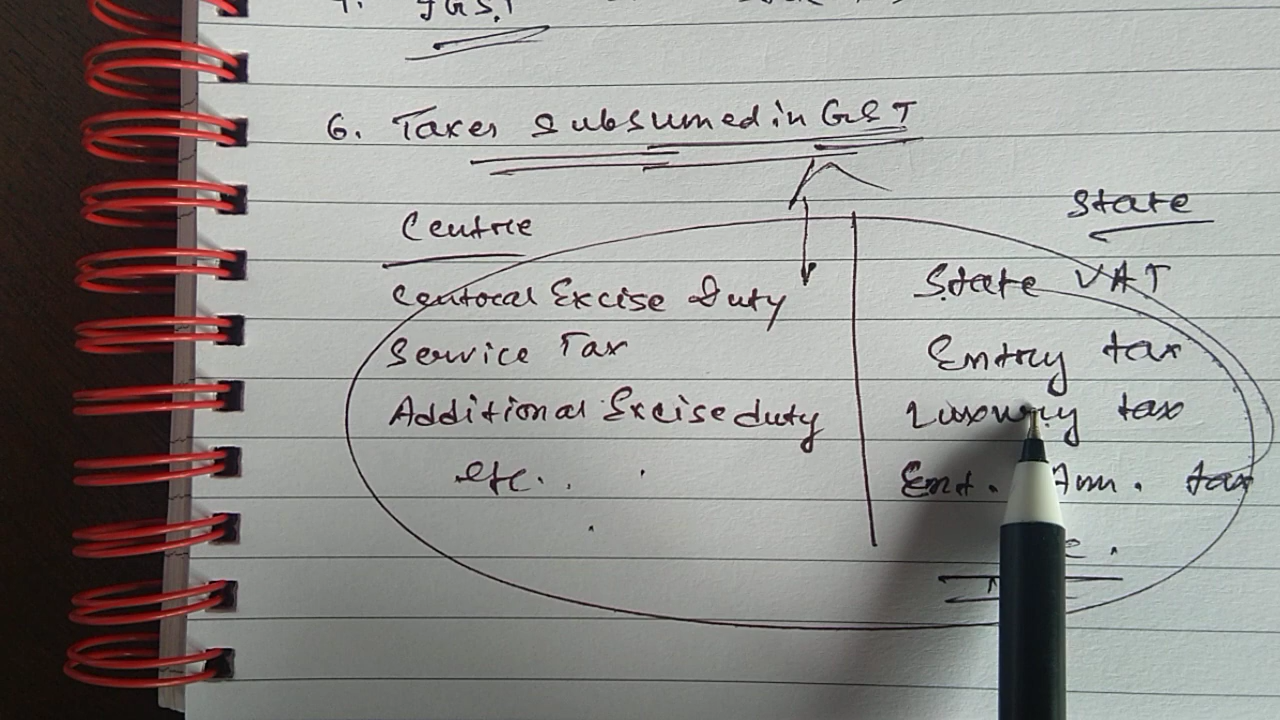 6. Taxes Subsumed in GST
Centre
State
Central Excise Duty
State VAT
Service Tax
Entry tax
Additional Excise duty
Luxury tax
etc..
Ent. Am. tax